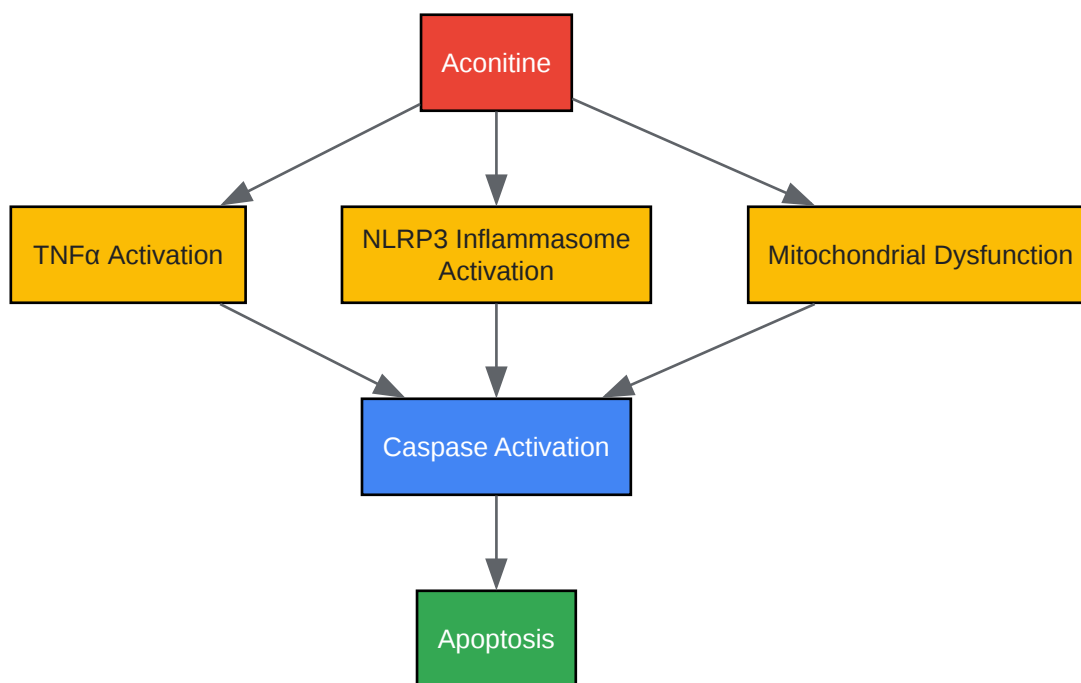 Aconitine
TNFα Activation
NLRP3 Inflammasome
Activation
Mitochondrial Dysfunction
Caspase Activation
Apoptosis